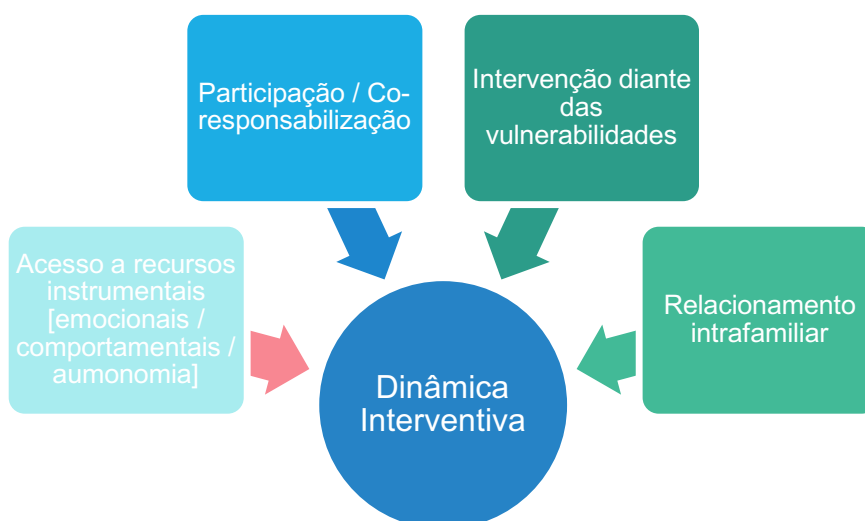 Participação / Co-
responsabilização
Intervenção diante
das
vulnerabilidades
Acesso a recursos
instrumentais
[emocionais /
comportamentais /
aumonomia]
Relacionamento
intrafamiliar
Dinâmica
Interventiva